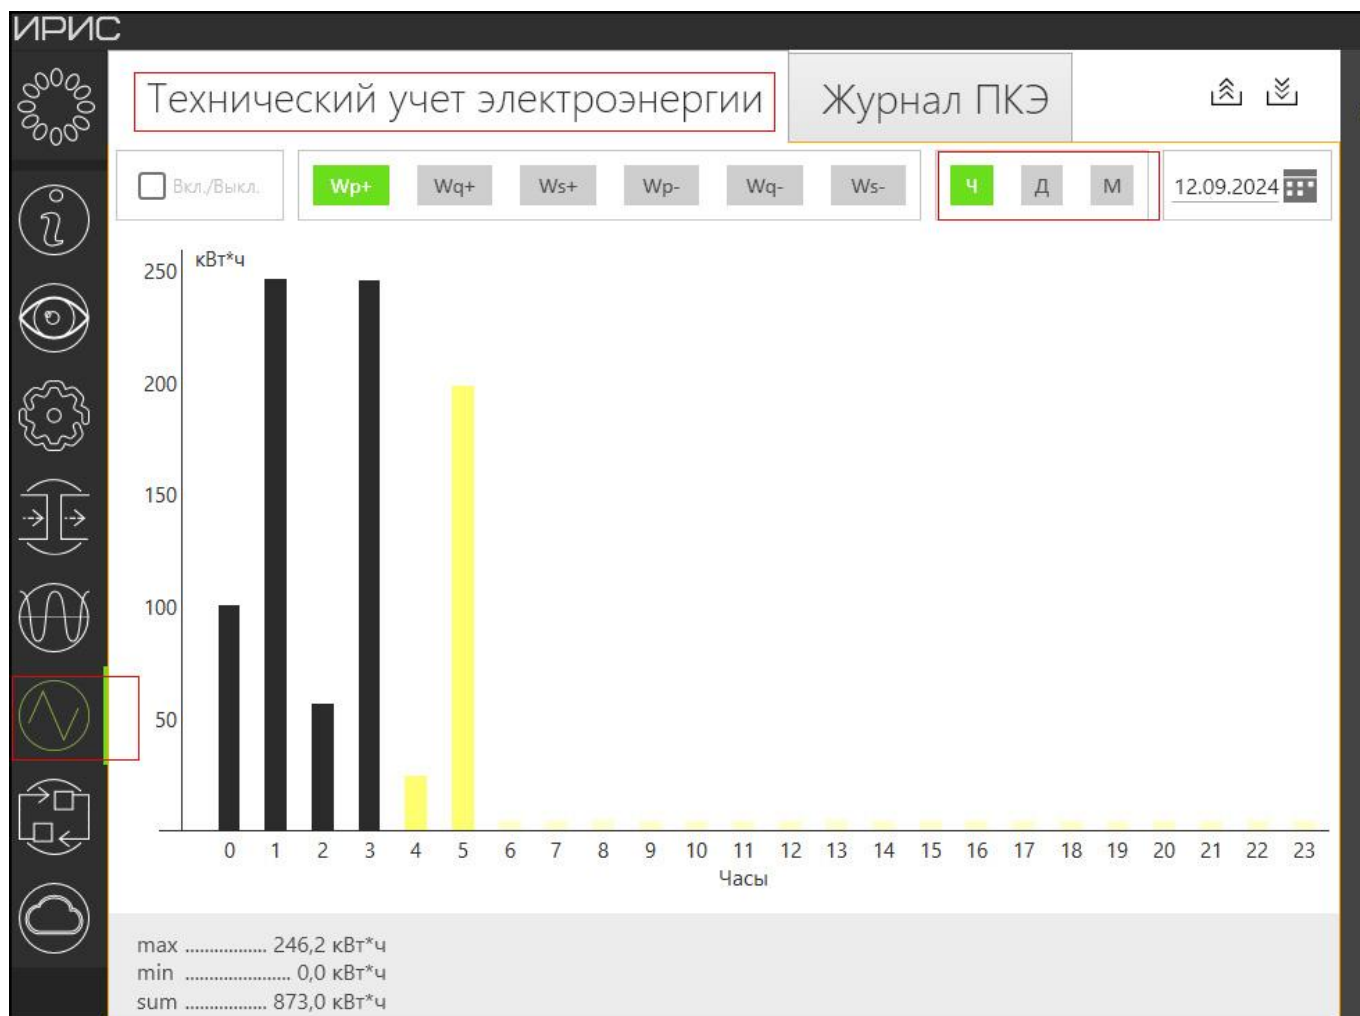 ИРИС
Технический учет электроэнергии
Журнал ПКЭ
Вкл./Выкл.
Wp+ Wq+ Ws+ Wp- Wq- Ws-
Ч Д М
12.09.2024
кВт*ч
250
200
150
100
50
0 1 2 3 4 5 6 7 8 9 10 11 12 13 14 15 16 17 18 19 20 21 22 23
Часы
max ................. 246,2 кВт*ч
min ...................... 0,0 кВт*ч
sum ................. 873,0 кВт*ч